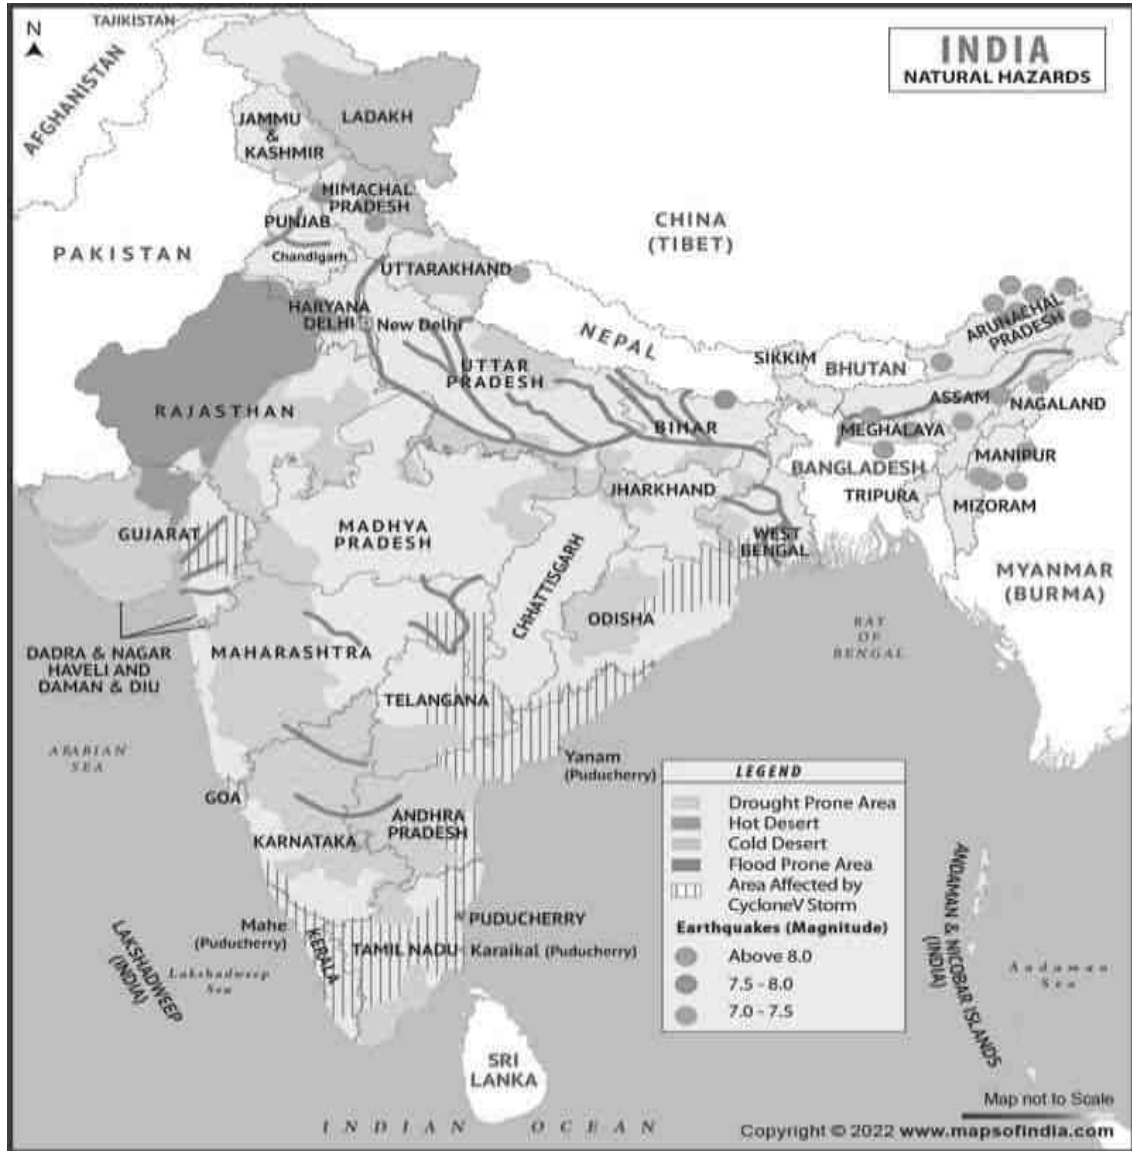 TAJIKISTAN
N
INDIA
NATURAL HAZARDS
AFGHANISTAN
JAMMU
&
KASHMIR
LADAKH
HIMACHAL
PRADESH
PUNJAB
Chandigarh
PAKISTAN
CHINA
(TIBET)
UTTARAKHAND
HARYANA
DELHI
New Delhi
NEPAL
SIKKIM
BHUTAN
ARUNACHAL
PRADESH
UTTAR
PRADESH
RAJASTHAN
BIHAR
ASSAM
NAGALAND
MEGHALAYA
BANGLADESH
MANIPUR
TRIPURA
MIZORAM
JHARKHAND
GUJARAT
MADHYA
PRADESH
WEST
BENGAL
CHHATTISGARH
MYANMAR
(BURMA)
ODISHA
BAY
OF
BENGAL
DADRA & NAGAR
HAVELI AND
DAMAN & DIU
MAHARASHTRA
TELANGANA
ARABIAN
SEA
Yanam
(Puducherry)
GOA
KARNATAKA
ANDHRA
PRADESH
LEGEND
Drought Prone Area
Hot Desert
Cold Desert
Flood Prone Area
Area Affected by
CycloneV Storm
Earthquakes (Magnitude)
Above 8.0
7.5 - 8.0
7.0 - 7.5
Mahe
(Puducherry)
PUDUCHERRY
KERALA
TAMIL NADU
Karaikal (Puducherry)
LAKSHADWEEP
(INDIA)
Lakshadweep
Sea
ANDAMAN & NICOBAR ISLANDS
(INDIA)
Andaman
Sea
SRI
LANKA
INDIAN OCEAN
Map not to Scale
Copyright © 2022 www.mapsofindia.com